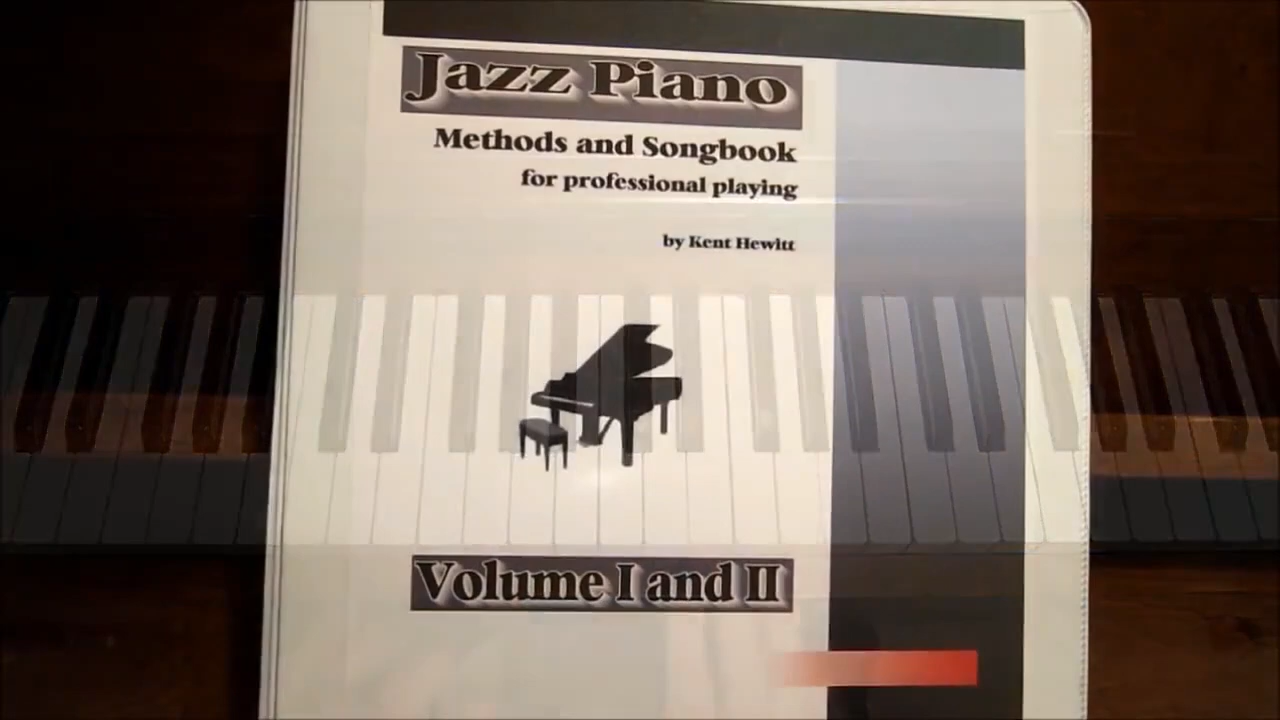 Jazz Piano
Methods and Songbook
for professional playing
by Kent Hewitt
Volume I and II